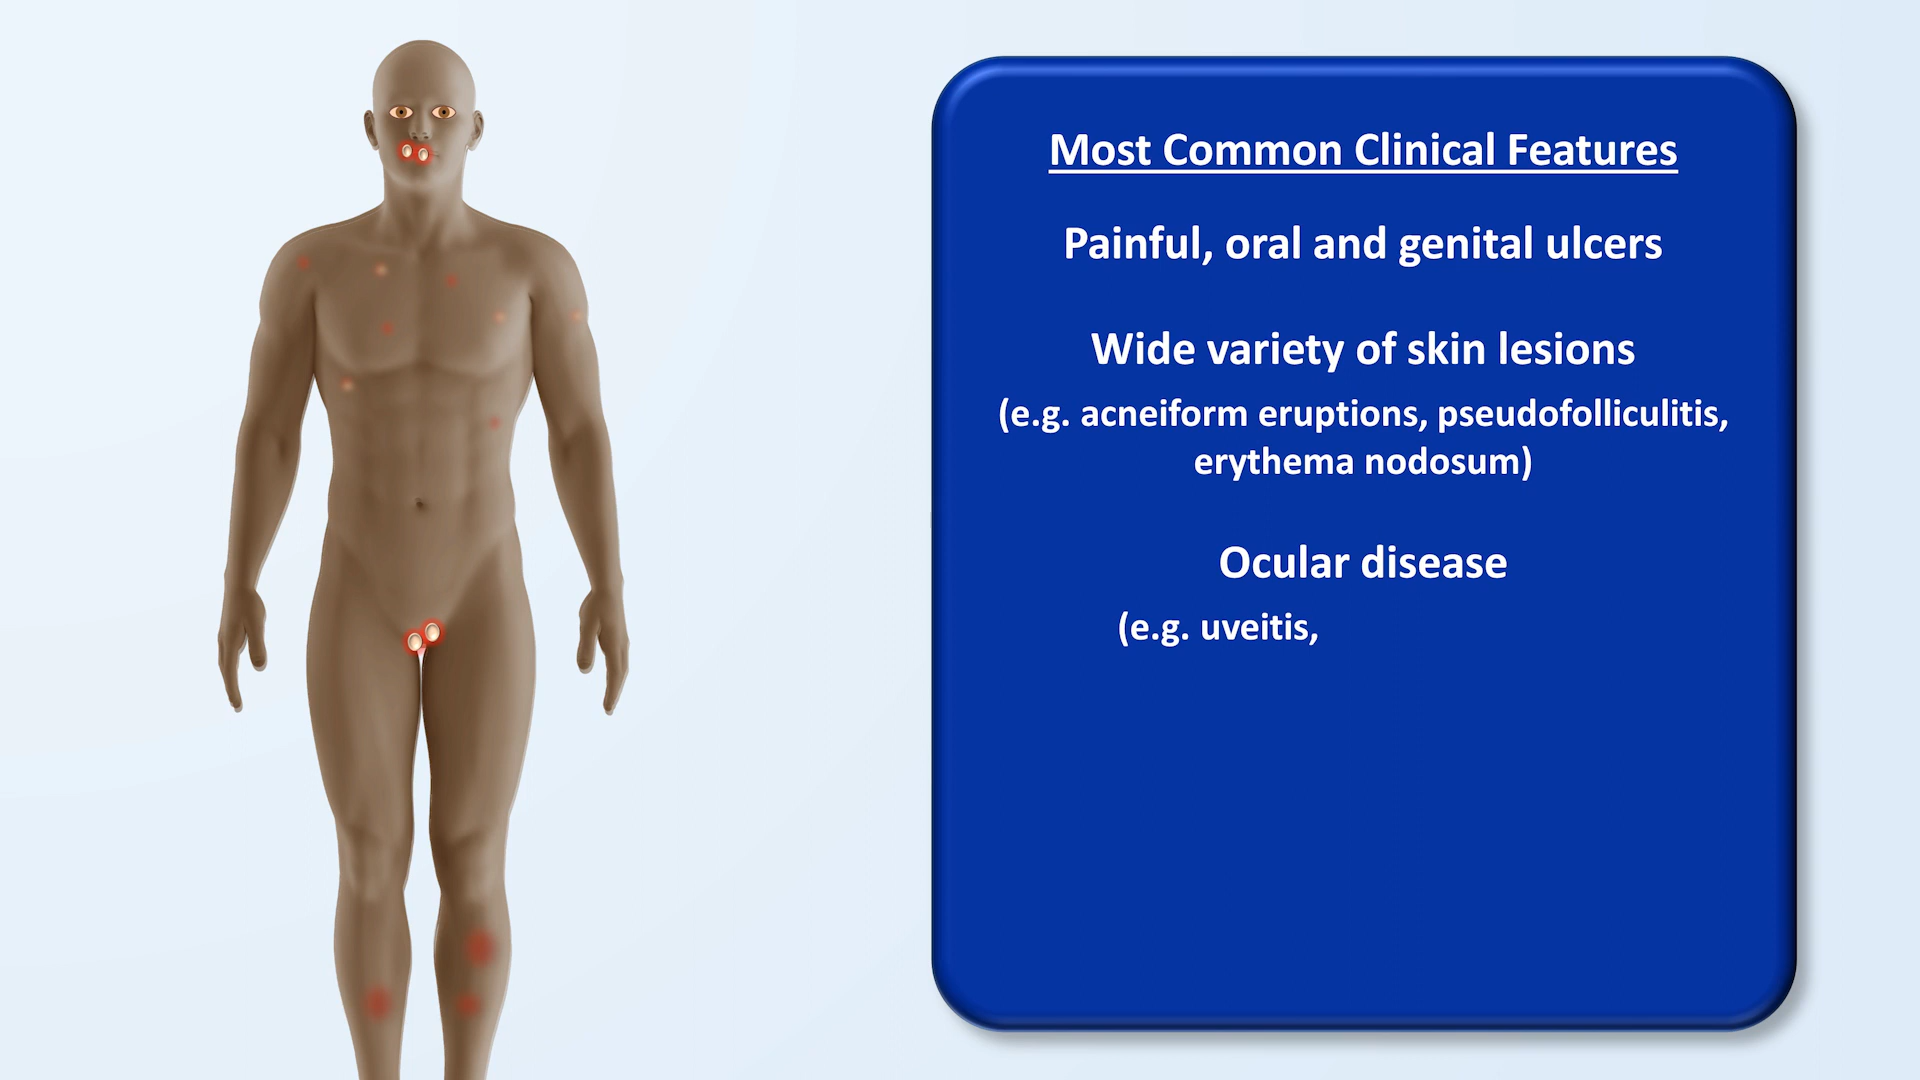 Most Common Clinical Features
Painful, oral and genital ulcers
Wide variety of skin lesions
(e.g. acneiform eruptions, pseudofolliculitis,
erythema nodosum)
Ocular disease
(e.g. uveitis,